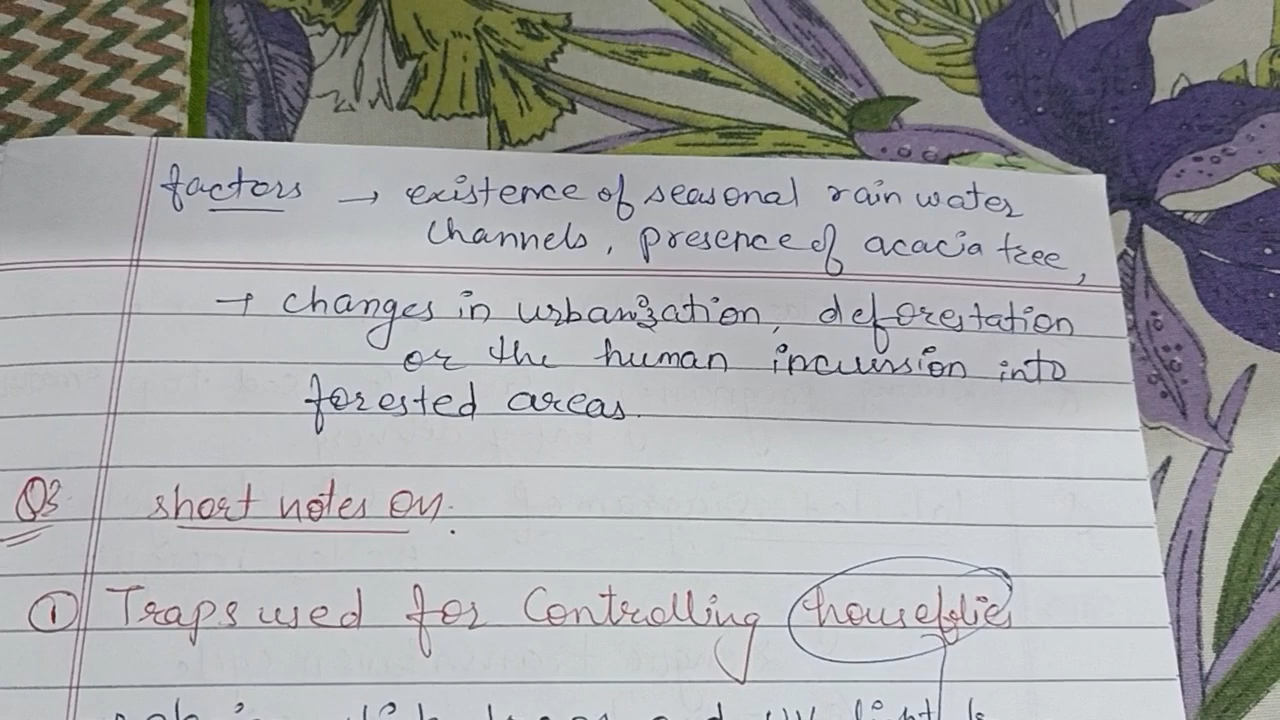 factors → existence of seasonal rain water
channels, presence of acacia tree,
→ changes in urbanization, deforestation
or the human incursion into
forested areas.
Q3 short notes on.
① Traps used for Controlling houseflie